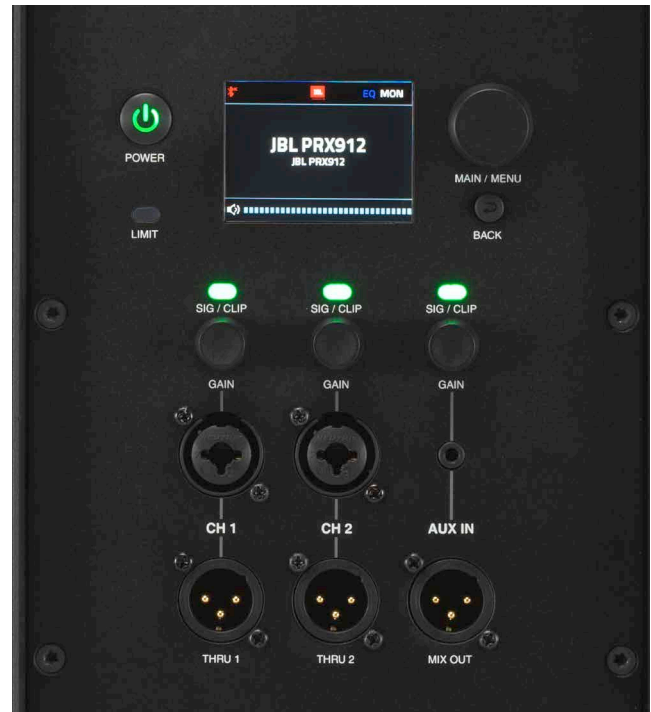 JBL EQ MON
JBL PRX912
JBL PRX912
POWER
MAIN / MENU
LIMIT
BACK
SIG / CLIP SIG / CLIP SIG / CLIP
GAIN GAIN GAIN
CH 1 CH 2 AUX IN
THRU 1 THRU 2 MIX OUT